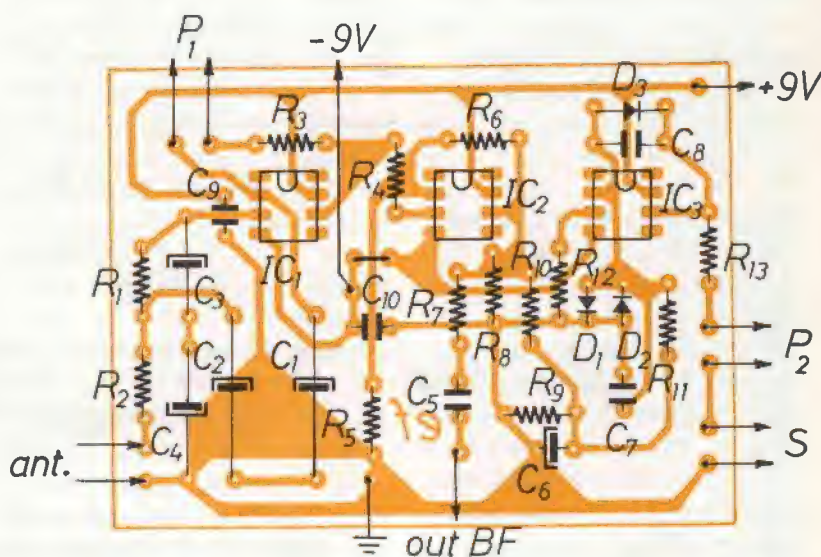 P1
-9V
+9V
D3
R3
R6
C8
C9
R4
IC2
IC3
R13
R1
C3
IC1
C10
R7
R10
R12
R8
D1
D2
P2
R2
C2
C1
R5
C5
R9
R11
C4
C6
C7
S
ant.
ef
out BF